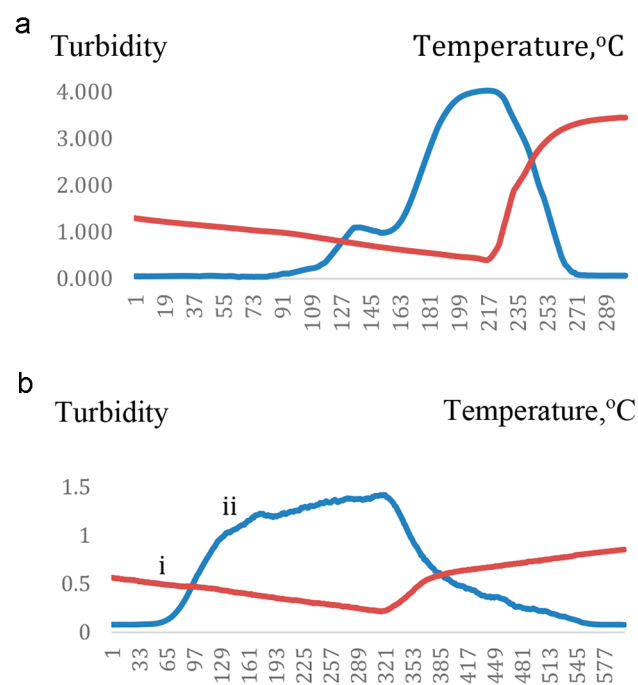 a
Turbidity Temperature,ºC
4.000
3.000
2.000
1.000
0.000
1 19 37 55 73 91 109 127 145 163 181 199 217 235 253 271 289
b
Turbidity Temperature,ºC
1.5
ii
1
i
0.5
0
1 33 65 97 129 161 193 225 257 289 321 353 385 417 449 481 513 545 577